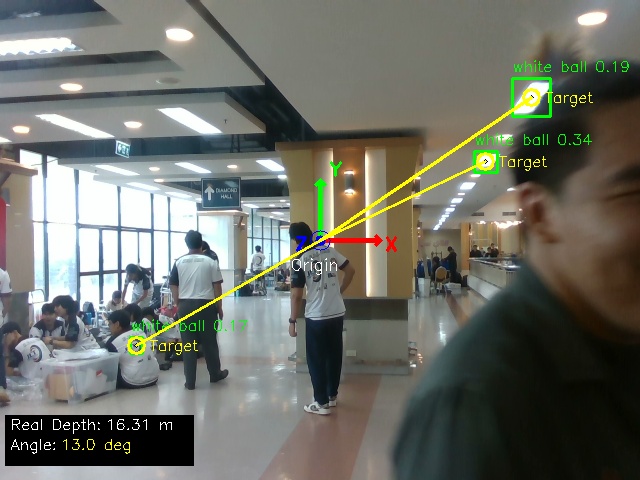 white ball 0.19
Target
white ball 0.34
Target
DIAMOND
HALL
Y
Z
X
Origin
white ball 0.17
Target
Real Depth: 16.31 m
Angle: 13.0 deg